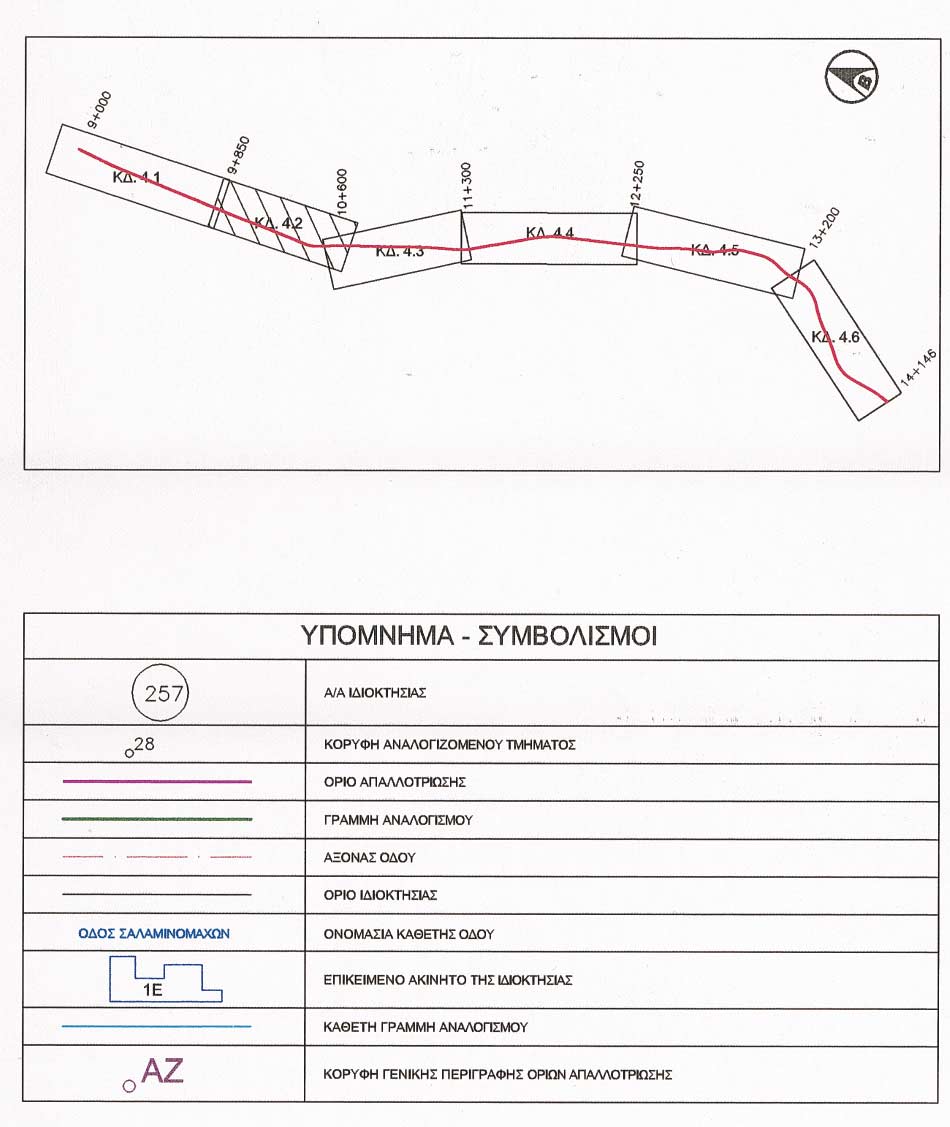 Β
9+000
9+850
10+600
11+300
12+250
13+200
14+146
ΚΔ. 4.1
ΚΔ. 4.2
ΚΔ. 4.3
ΚΔ. 4.4
ΚΔ. 4.5
ΚΔ. 4.6
ΥΠΟΜΝΗΜΑ - ΣΥΜΒΟΛΙΣΜΟΙ
257 Α/Α ΙΔΙΟΚΤΗΣΙΑΣ
28 ΚΟΡΥΦΗ ΑΝΑΛΟΓΙΖΟΜΕΝΟΥ ΤΜΗΜΑΤΟΣ
ΟΡΙΟ ΑΠΑΛΛΟΤΡΙΩΣΗΣ
ΓΡΑΜΜΗ ΑΝΑΛΟΓΙΣΜΟΥ
ΑΞΟΝΑΣ ΟΔΟΥ
ΟΡΙΟ ΙΔΙΟΚΤΗΣΙΑΣ
ΟΔΟΣ ΣΑΛΑΜΙΝΟΜΑΧΩΝ ΟΝΟΜΑΣΙΑ ΚΑΘΕΤΗΣ ΟΔΟΥ
1Ε ΕΠΙΚΕΙΜΕΝΟ ΑΚΙΝΗΤΟ ΤΗΣ ΙΔΙΟΚΤΗΣΙΑΣ
ΚΑΘΕΤΗ ΓΡΑΜΜΗ ΑΝΑΛΟΓΙΣΜΟΥ
ΑΖ ΚΟΡΥΦΗ ΓΕΝΙΚΗΣ ΠΕΡΙΓΡΑΦΗΣ ΟΡΙΩΝ ΑΠΑΛΛΟΤΡΙΩΣΗΣ